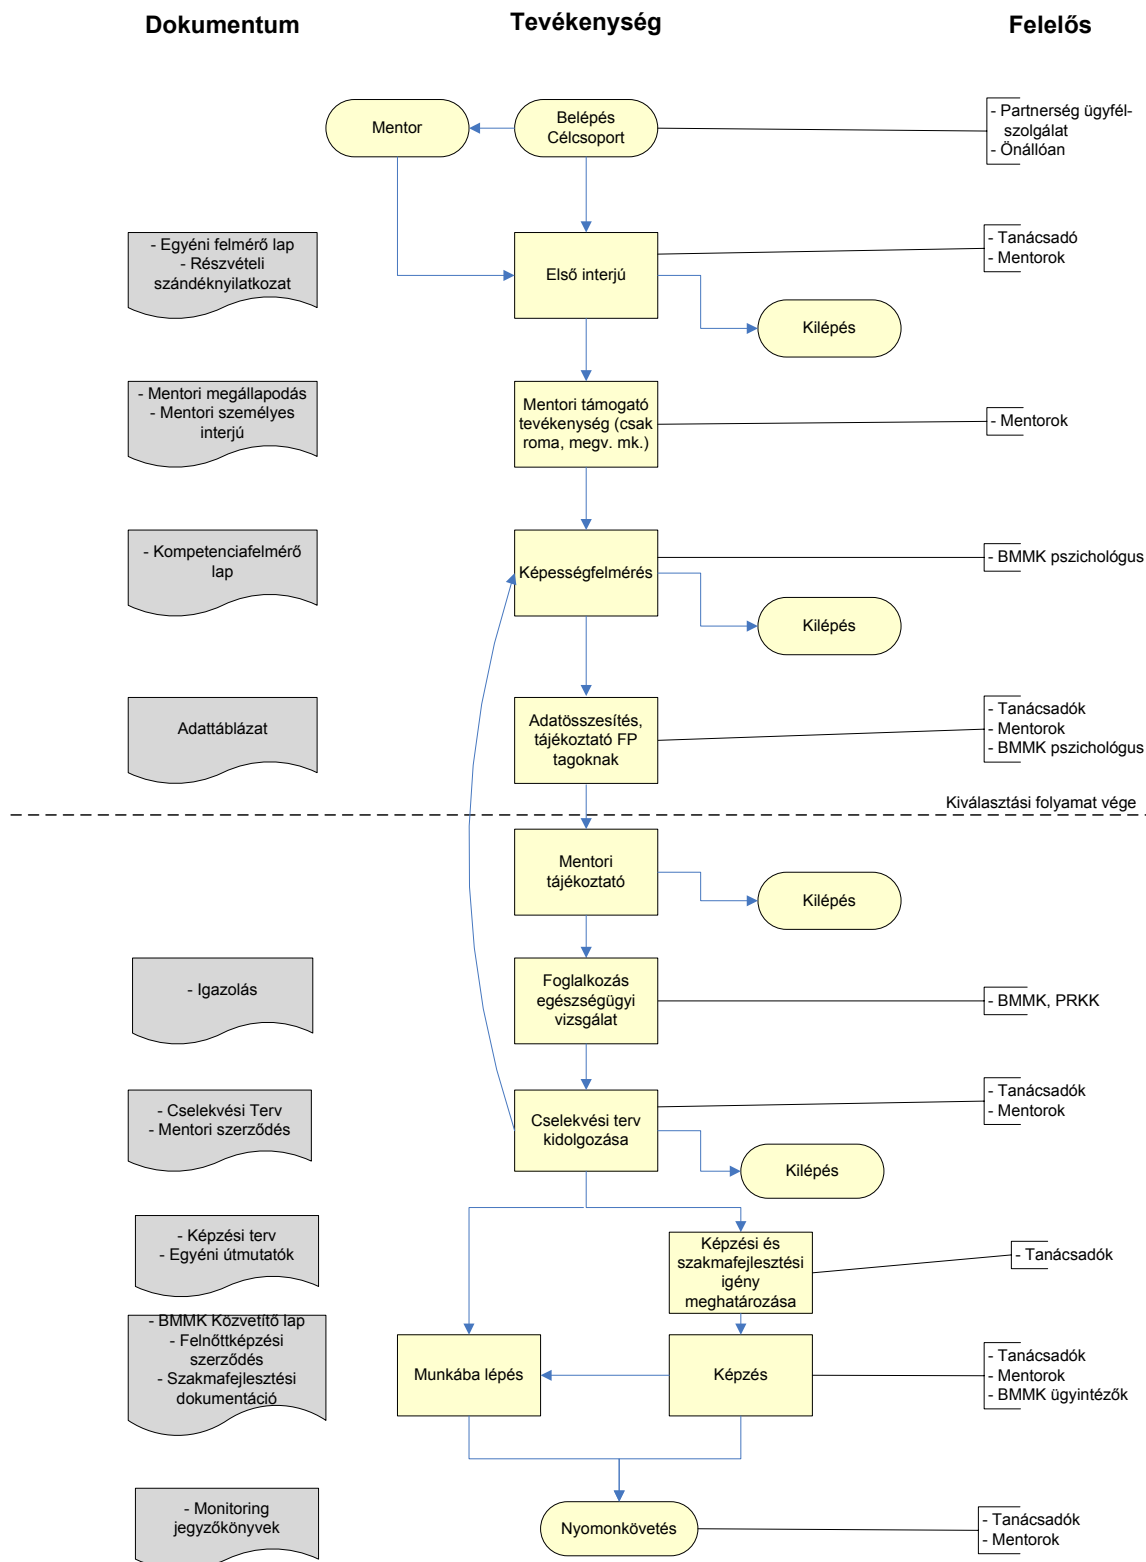 Dokumentum
Tevékenység
Felelős
Mentor
Belépés
Célcsoport
- Partnerség ügyfél-
szolgálat
- Önállóan
- Egyéni felmérő lap
- Részvételi
szándéknyilatkozat
Első interjú
- Tanácsadó
- Mentorok
Kilépés
- Mentori megállapodás
- Mentori személyes
interjú
Mentori támogató
tevékenység (csak
roma, megv. mk.)
- Mentorok
- Kompetenciafelmérő
lap
Képességfelmérés
- BMMK pszichológus
Kilépés
Adattáblázat
Adatösszesítés,
tájékoztató FP
tagoknak
- Tanácsadók
- Mentorok
- BMMK pszichológus
Kiválasztási folyamat vége
Mentori
tájékoztató
Kilépés
- Igazolás
Foglalkozás
egészségügyi
vizsgálat
- BMMK, PRKK
- Cselekvési Terv
- Mentori szerződés
Cselekvési terv
kidolgozása
- Tanácsadók
- Mentorok
Kilépés
- Képzési terv
- Egyéni útmutatók
Képzési és
szakmafejlesztési
igény
meghatározása
- Tanácsadók
- BMMK Közvetítő lap
- Felnőttképzési
szerződés
- Szakmafejlesztési
dokumentáció
Munkába lépés
Képzés
- Tanácsadók
- Mentorok
- BMMK ügyintézők
- Monitoring
jegyzőkönyvek
Nyomonkövetés
- Tanácsadók
- Mentorok